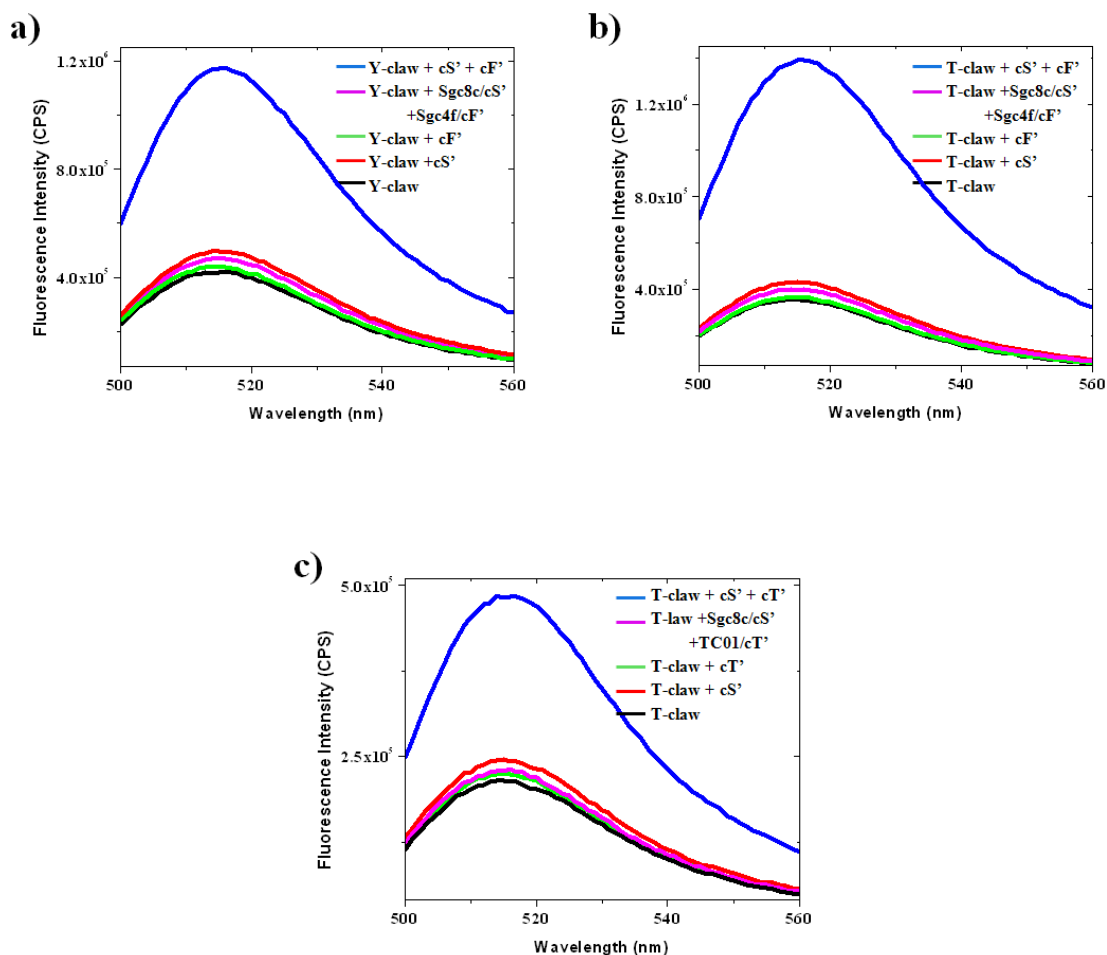 a)
1.2x10⁶
8.0x10⁵
4.0x10⁵
Fluorescence Intensity (CPS)
Y-claw + cS’ + cF’
Y-claw + Sgc8c/cS’
+Sgc4f/cF’
Y-claw + cF’
Y-claw +cS’
Y-claw
500 520 540 560
Wavelength (nm)
b)
1.2x10⁶
8.0x10⁵
4.0x10⁵
Fluorescence Intensity (CPS)
T-claw + cS’ + cF’
T-claw +Sgc8c/cS’
+Sgc4f/cF’
T-claw + cF’
T-claw + cS’
T-claw
500 520 540 560
Wavelength (nm)
c)
5.0x10⁵
2.5x10⁵
Fluorescence Intensity (CPS)
T-claw + cS’ + cT’
T-law +Sgc8c/cS’
+TC01/cT’
T-claw + cT’
T-claw + cS’
T-claw
500 520 540 560
Wavelength (nm)